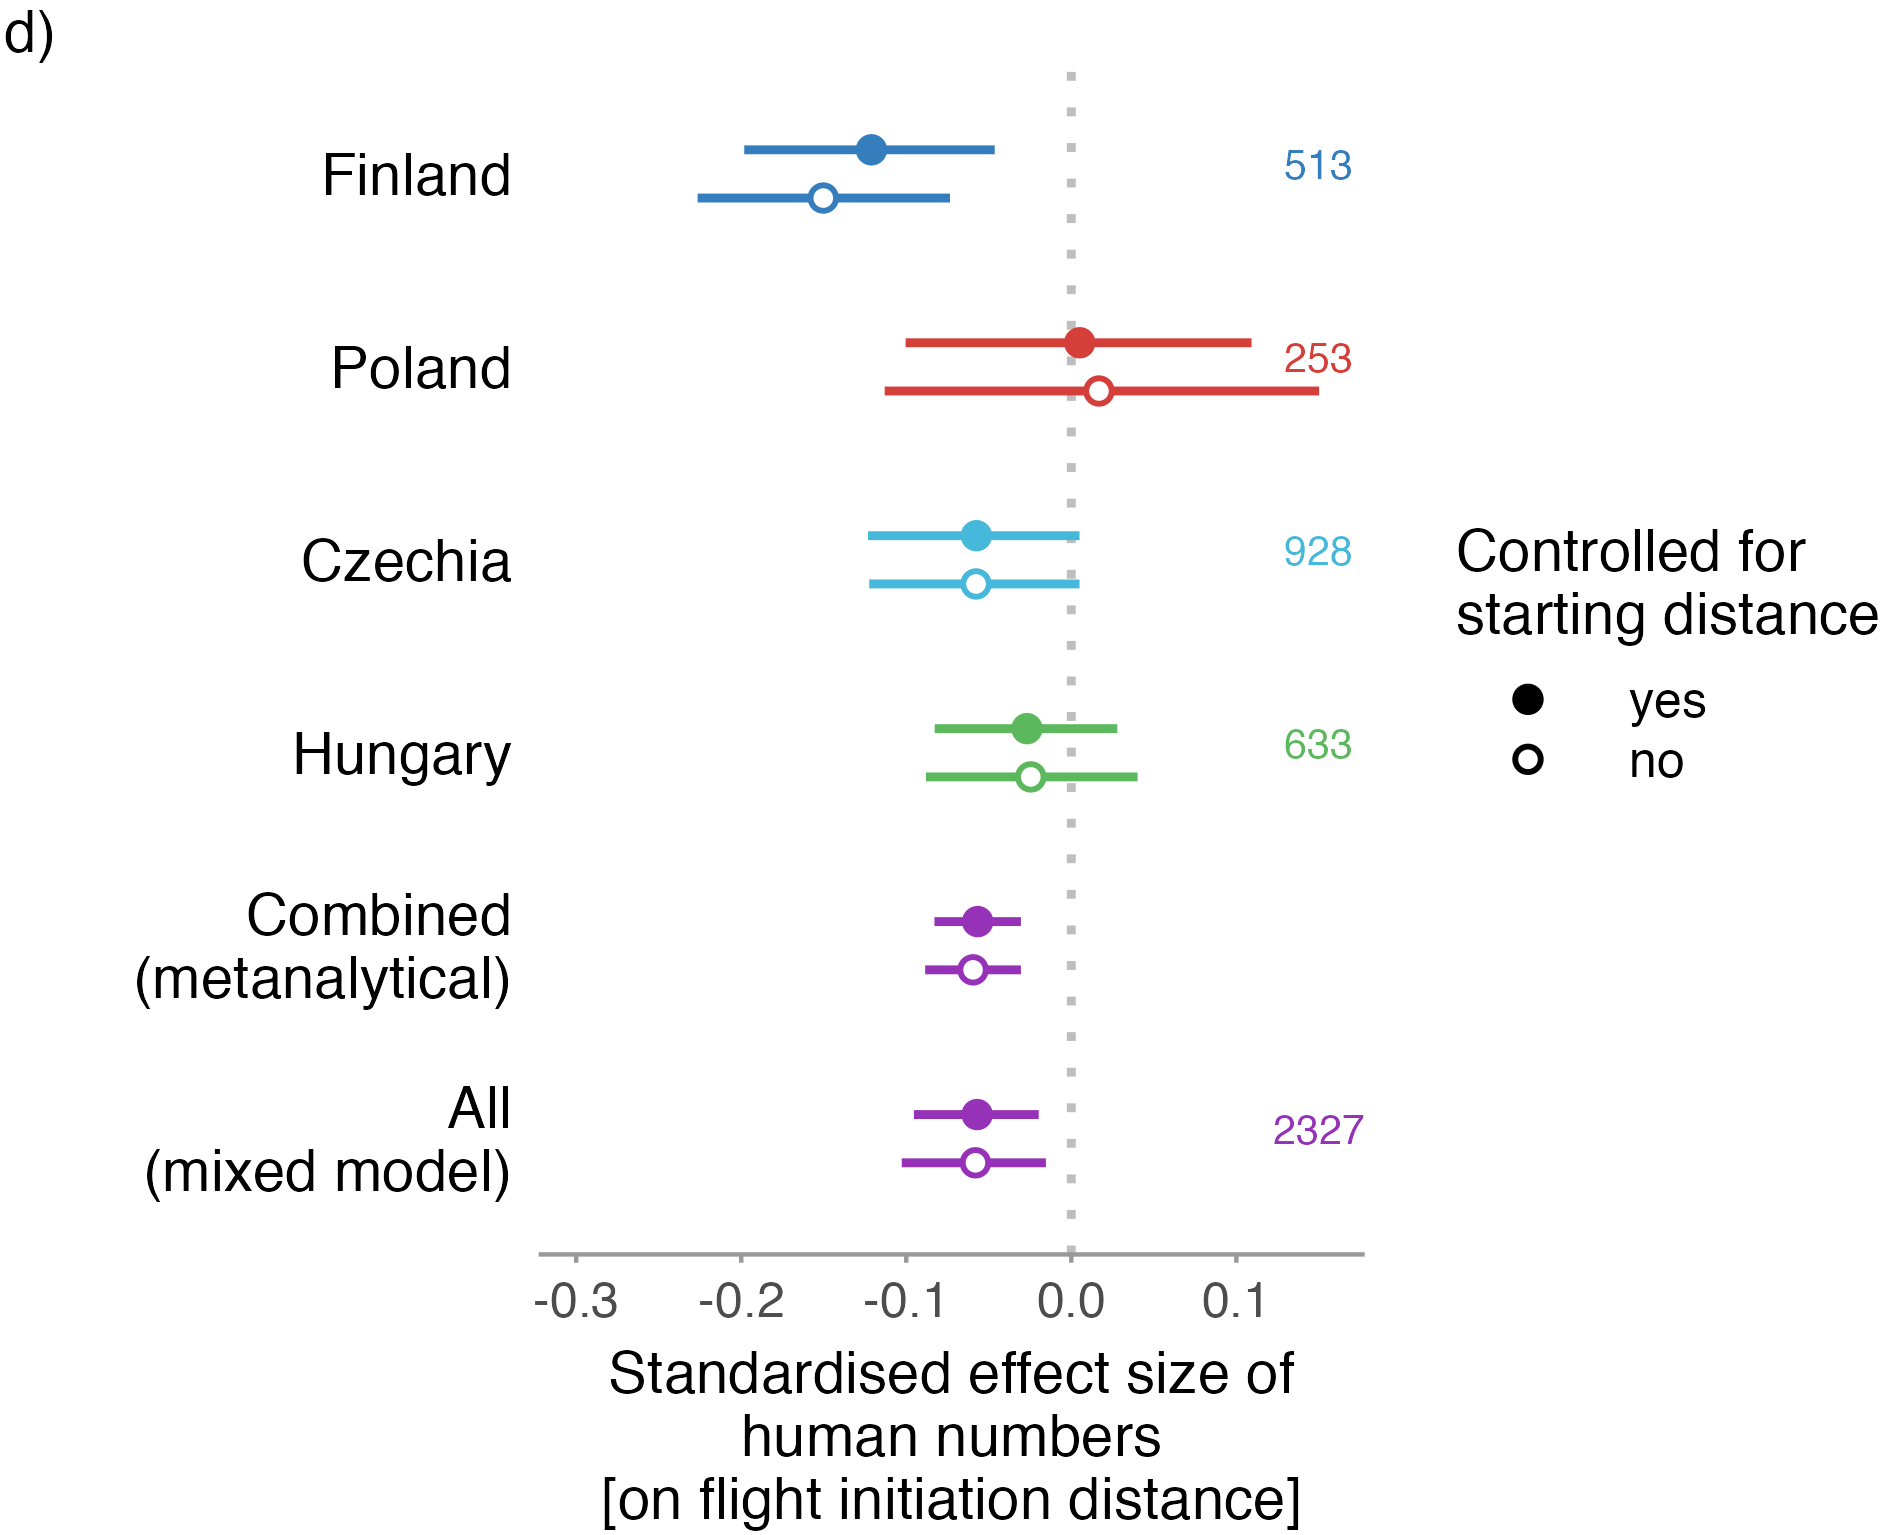 d)
Finland
513
Poland
253
Czechia
928
Hungary
633
Combined
(metanalytical)
All
(mixed model)
2327
Controlled for
starting distance
yes
no
-0.3 -0.2 -0.1 0.0 0.1
Standardised effect size of
human numbers
[on flight initiation distance]